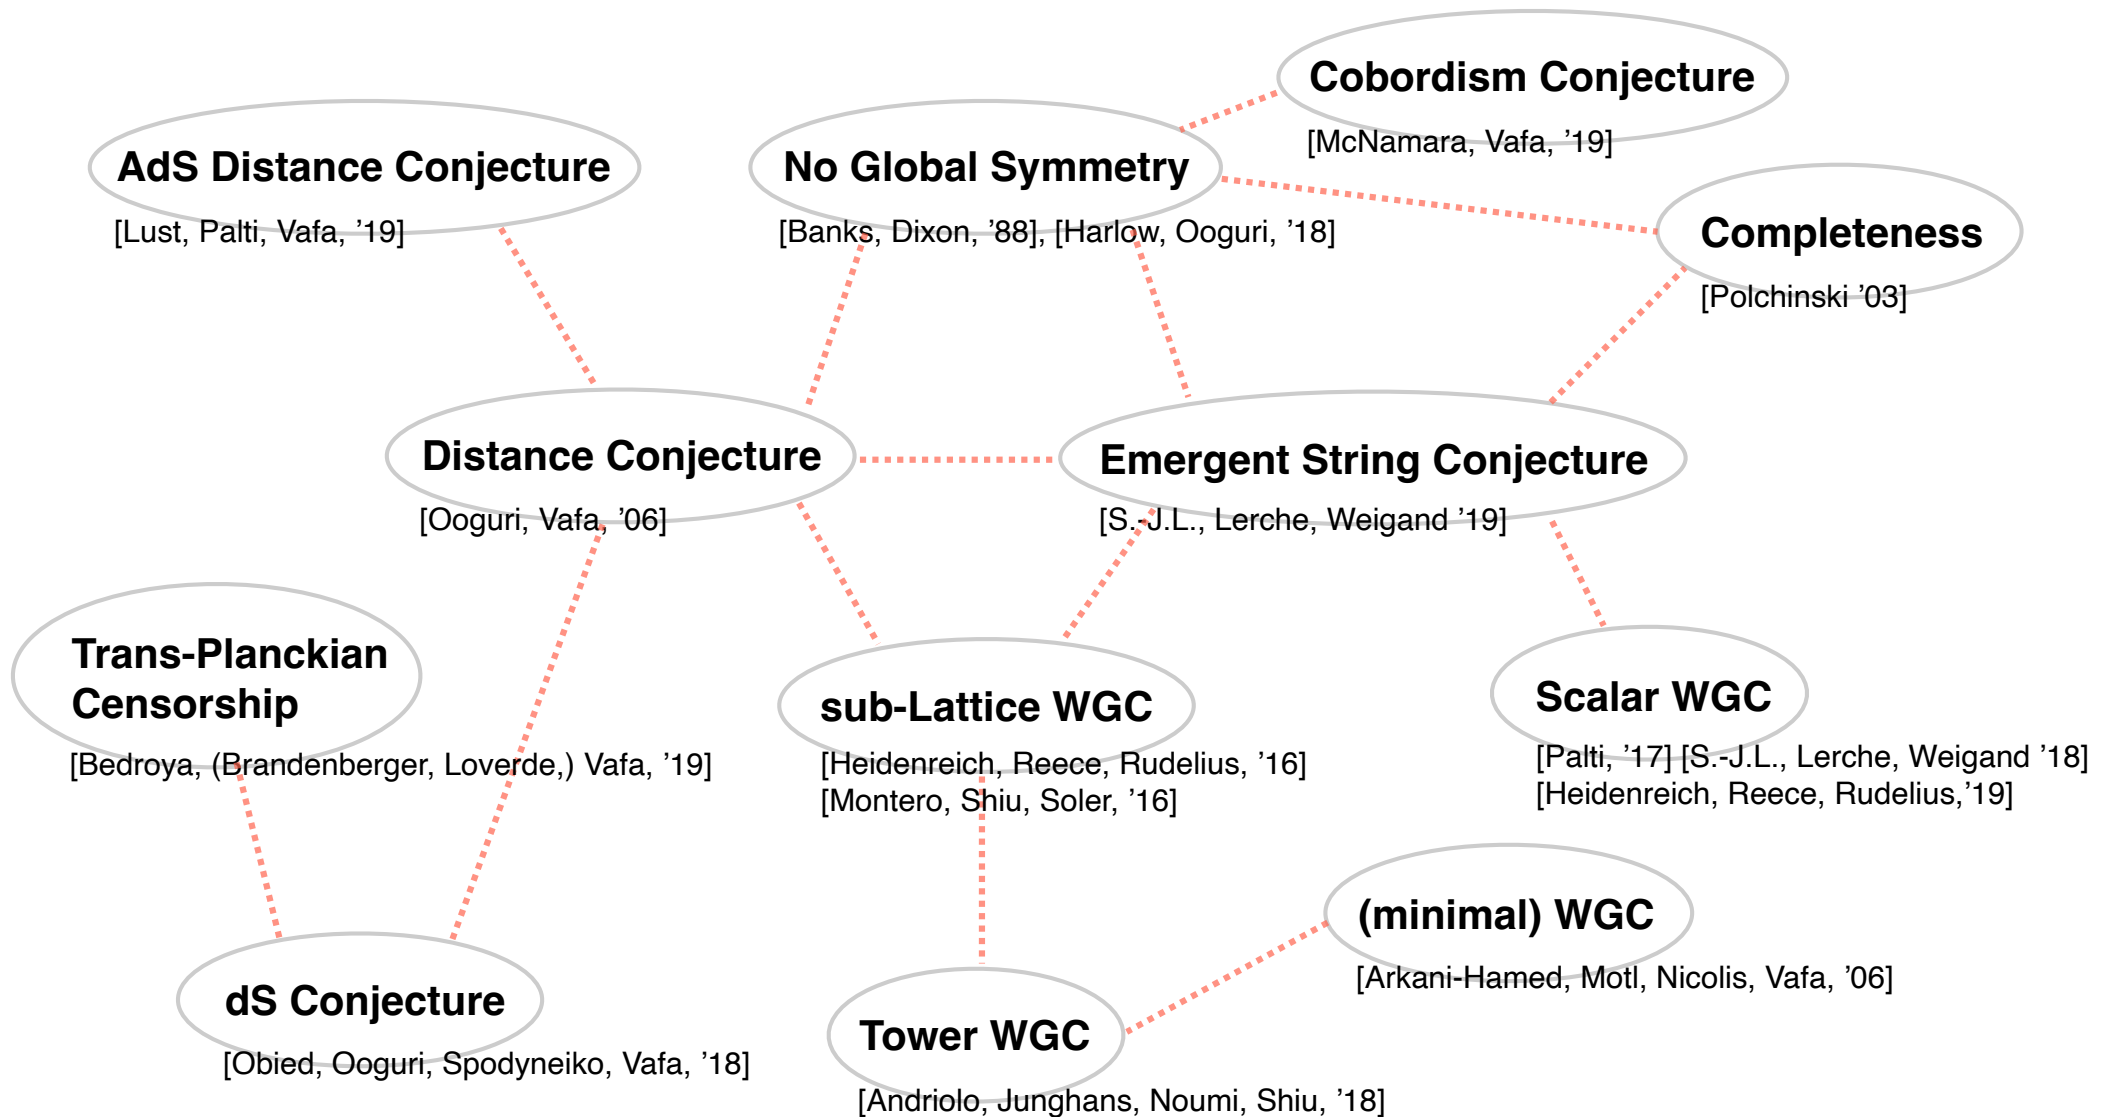 Cobordism Conjecture
[McNamara, Vafa, ’19]
AdS Distance Conjecture
[Lust, Palti, Vafa, ’19]
No Global Symmetry
[Banks, Dixon, ’88], [Harlow, Ooguri, ’18]
Completeness
[Polchinski ’03]
Distance Conjecture
[Ooguri, Vafa, ’06]
Emergent String Conjecture
[S.-J.L., Lerche, Weigand ’19]
Trans-Planckian
Censorship
[Bedroya, (Brandenberger, Loverde,) Vafa, ’19]
sub-Lattice WGC
[Heidenreich, Reece, Rudelius, ’16]
[Montero, Shiu, Soler, ’16]
Scalar WGC
[Palti, ’17] [S.-J.L., Lerche, Weigand ’18]
[Heidenreich, Reece, Rudelius,’19]
(minimal) WGC
[Arkani-Hamed, Motl, Nicolis, Vafa, ’06]
dS Conjecture
[Obied, Ooguri, Spodyneiko, Vafa, ’18]
Tower WGC
[Andriolo, Junghans, Noumi, Shiu, ’18]